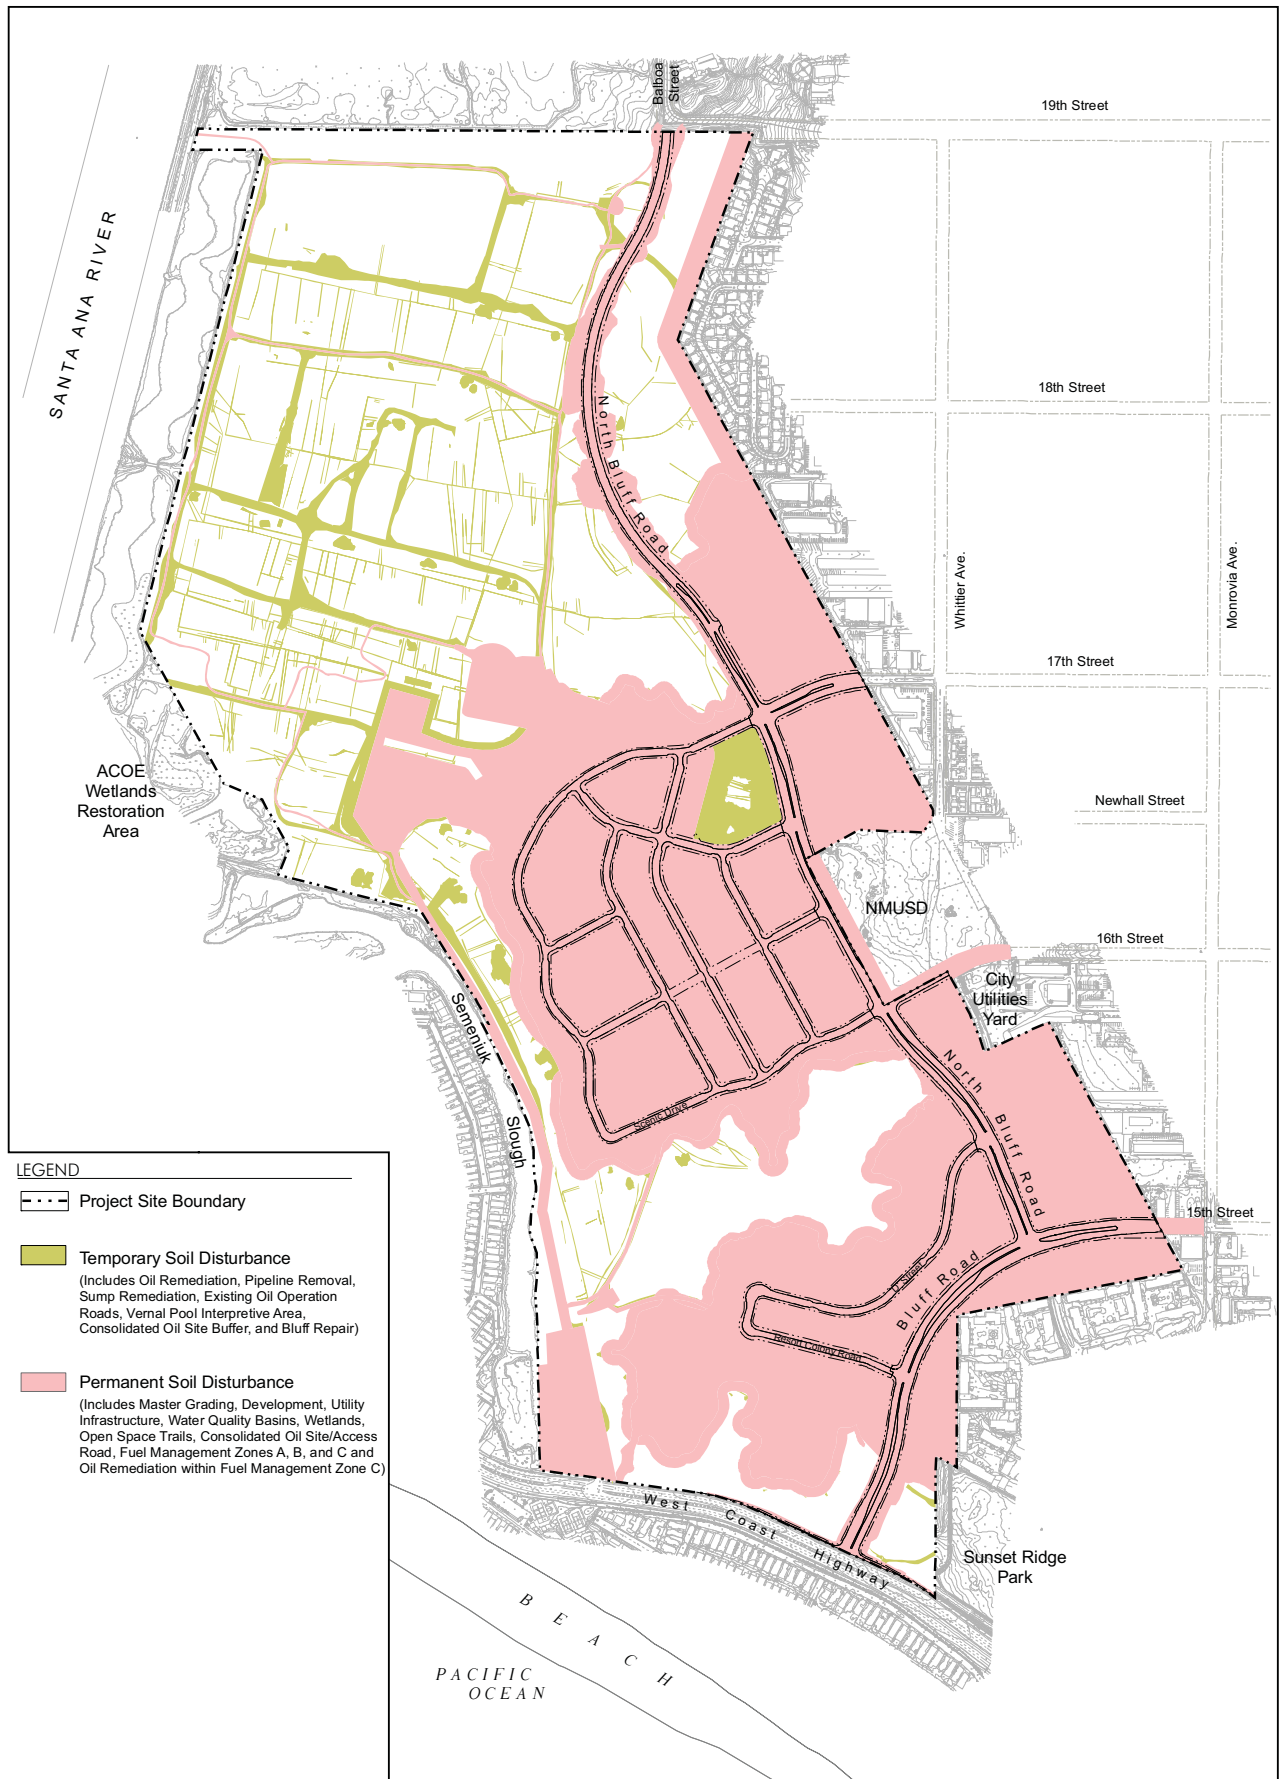 Balboa
Street
19th Street
SANTA ANA RIVER
18th Street
North Bluff Road
Whittier Ave.
Monrovia Ave.
17th Street
ACOE
Wetlands
Restoration
Area
Newhall Street
NMUSD
16th Street
City
Utilities
Yard
Semeniuk
Slough
North
Bluff Road
Scenic Drive
15th Street
LEGEND
Project Site Boundary
Temporary Soil Disturbance
(Includes Oil Remediation, Pipeline Removal,
Sump Remediation, Existing Oil Operation
Roads, Vernal Pool Interpretive Area,
Consolidated Oil Site Buffer, and Bluff Repair)
Permanent Soil Disturbance
(Includes Master Grading, Development, Utility
Infrastructure, Water Quality Basins, Wetlands,
Open Space Trails, Consolidated Oil Site/Access
Road, Fuel Management Zones A, B, and C and
Oil Remediation within Fuel Management Zone C)
Bluff Road
Resort Colony Road
West Coast Highway
Sunset Ridge
Park
BEACH
PACIFIC
OCEAN